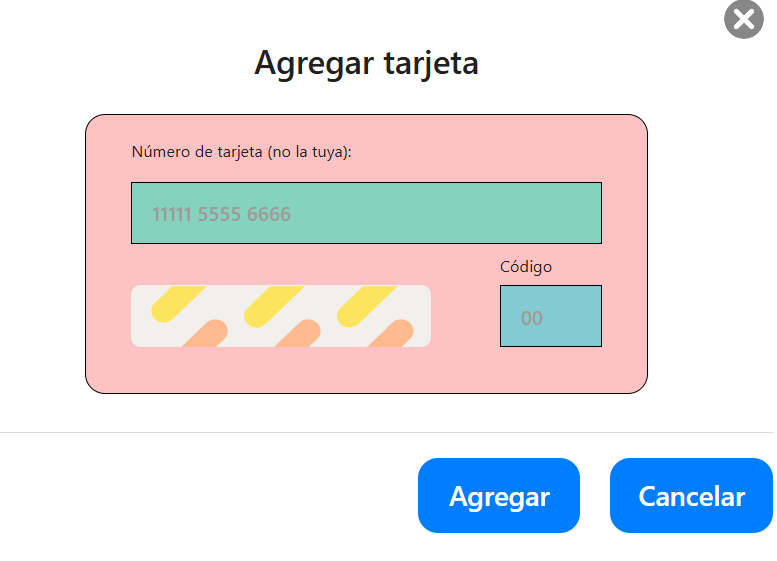 Agregar tarjeta
Número de tarjeta (no la tuya):
11111 5555 6666
Código
00
Agregar
Cancelar